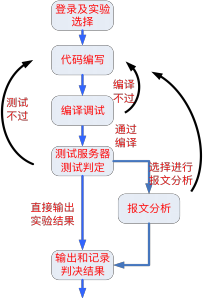 登录及实验
选择
代码编写
编译
不过
测试
不过
编译调试
通过
编译
测试服务器
测试判定
选择进行
报文分析
直接输出
实验结果
报文分析
输出和记录
判决结果